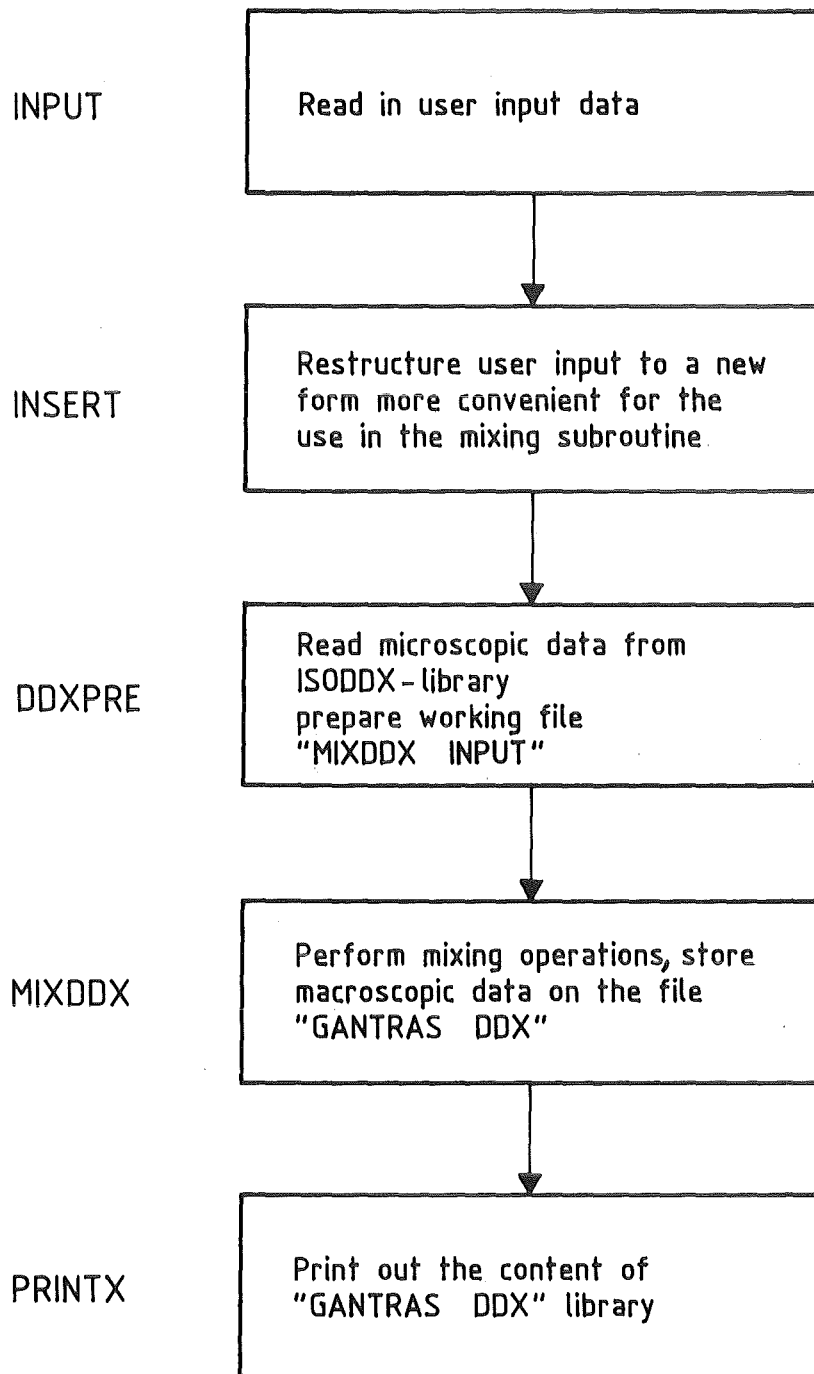 INPUT
Read in user input data
INSERT
Restructure user input to a new
form more convenient for the
use in the mixing subroutine
DDXPRE
Read microscopic data from
ISODDX-library
prepare working file
"MIXDDX INPUT"
MIXDDX
Perform mixing operations, store
macroscopic data on the file
"GANTRAS DDX"
PRINTX
Print out the content of
"GANTRAS DDX" library